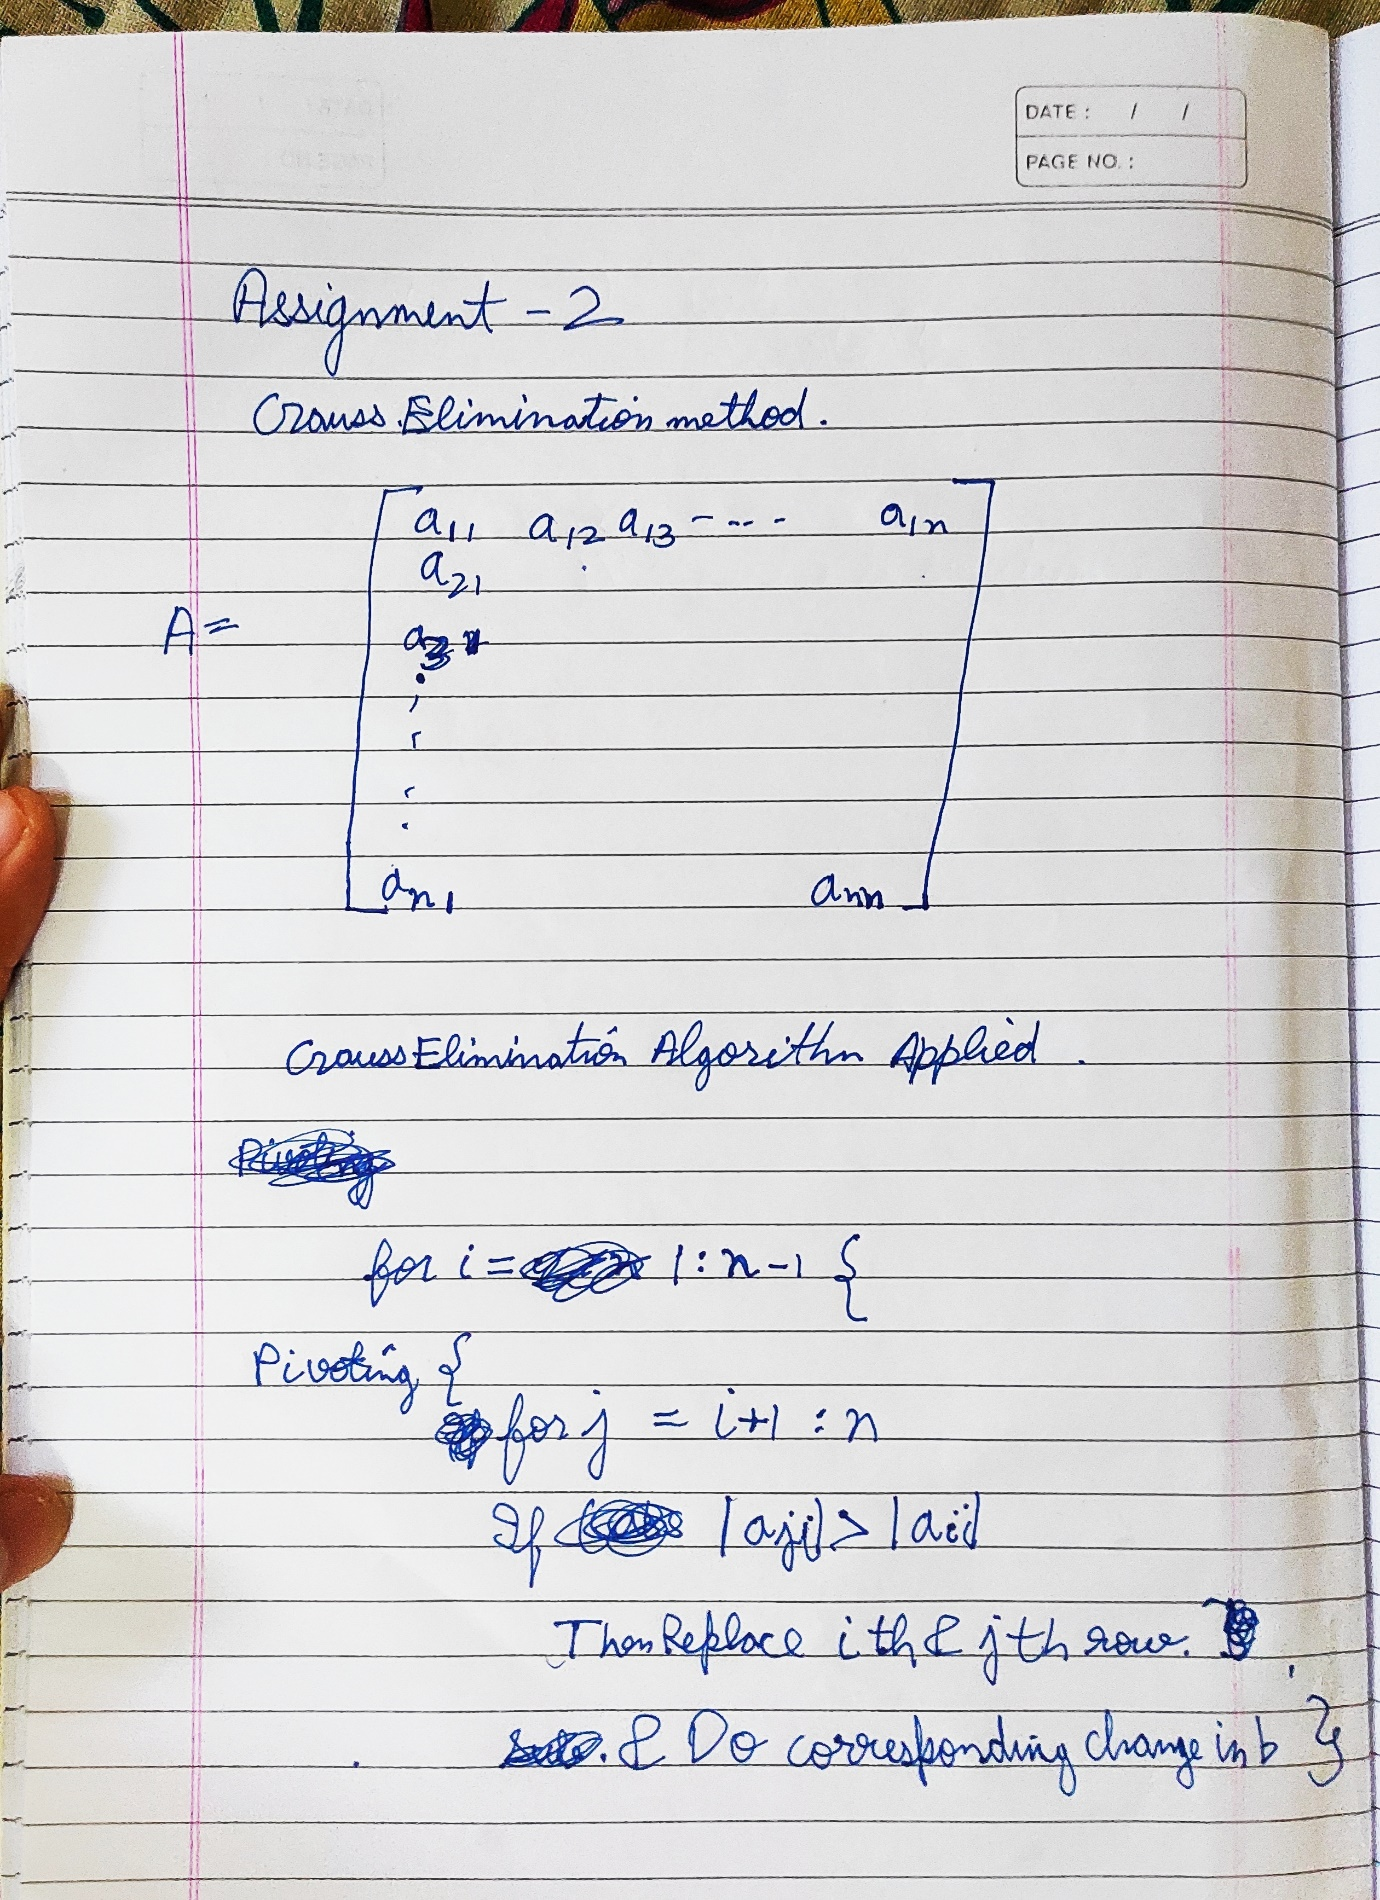 DATE : / /
PAGE NO. :
Assignment - 2
Gauss Elimination method.
a11 a12 a13 ---- a1n
a21
A =
a31
an1 ann
Gauss Elimination Algorithm Applied.
for i = 1 : n-1 {
Pivoting {
for j = i+1 : n
If |aji| > |aii|
Then Replace ith & jth row.
& Do corresponding change in b }